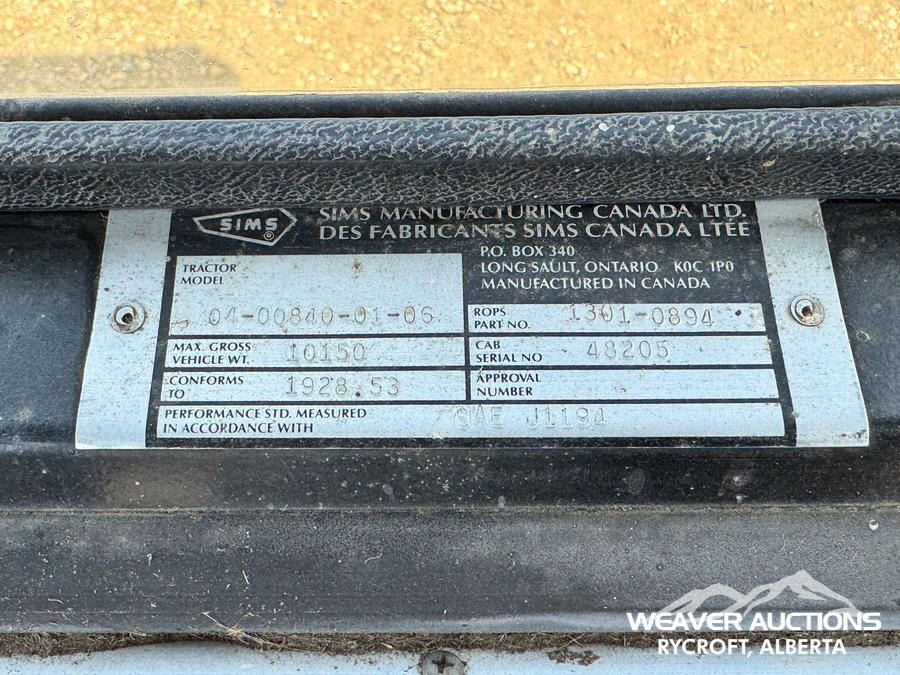 SIMS
SIMS MANUFACTURING CANADA LTD.
DES FABRICANTS SIMS CANADA LTÉE
P.O. BOX 340
LONG SAULT, ONTARIO K0C 1P0
MANUFACTURED IN CANADA
TRACTOR
MODEL
04-00840-01-06
ROPS
PART NO. 1301-0894
MAX. GROSS
VEHICLE WT. 10150
CAB
SERIAL NO 48205
CONFORMS
TO 1928.53
APPROVAL
NUMBER
PERFORMANCE STD. MEASURED
IN ACCORDANCE WITH SAE J1194
WEAVER AUCTIONS
RYCROFT, ALBERTA